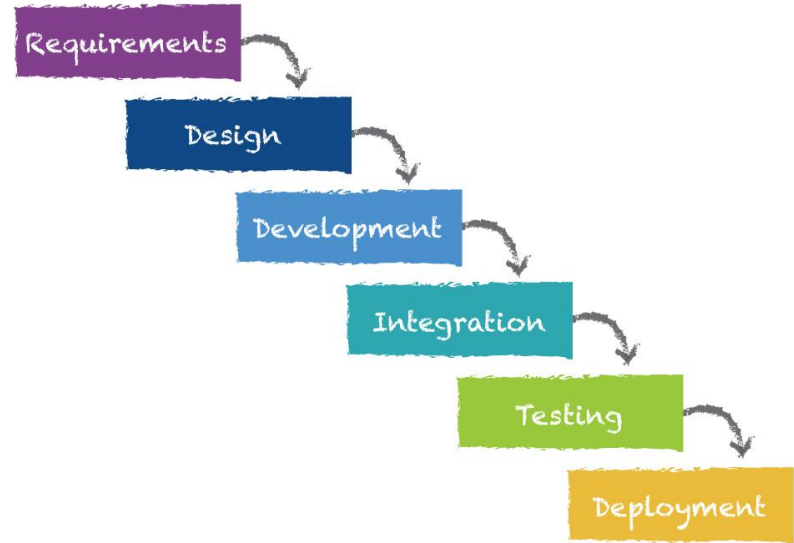 Requirements
Design
Development
Integration
Testing
Deployment